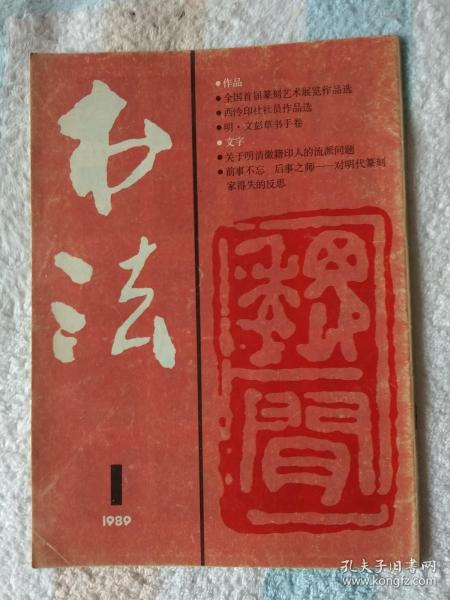 书法
1
1989
●作品
●全国首届篆刻艺术展览作品选
●西泠印社社员作品选
●明·文彭草书手卷
●文字
●关于明清徽籍印人的流派问题
●前事不忘 后事之师——对明代篆刻
家得失的反思
孔夫子旧书网
www.kongfz.com